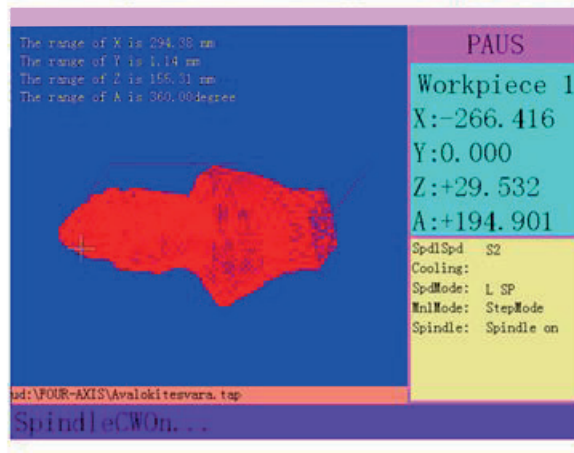 The range of X is 294.38 mm
The range of Y is 1.14 mm
The range of Z is 156.31 mm
The range of A is 360.00degree
PAUS
Workpiece 1
X:-266.416
Y:0.000
Z:+29.532
A:+194.901
SpdlSpd S2
Cooling:
SpdMode: L SP
MnlMode: StepMode
Spindle: Spindle on
ud:\FOUR-AXIS\Avalokitesvara.tap
SpindleCWOn...